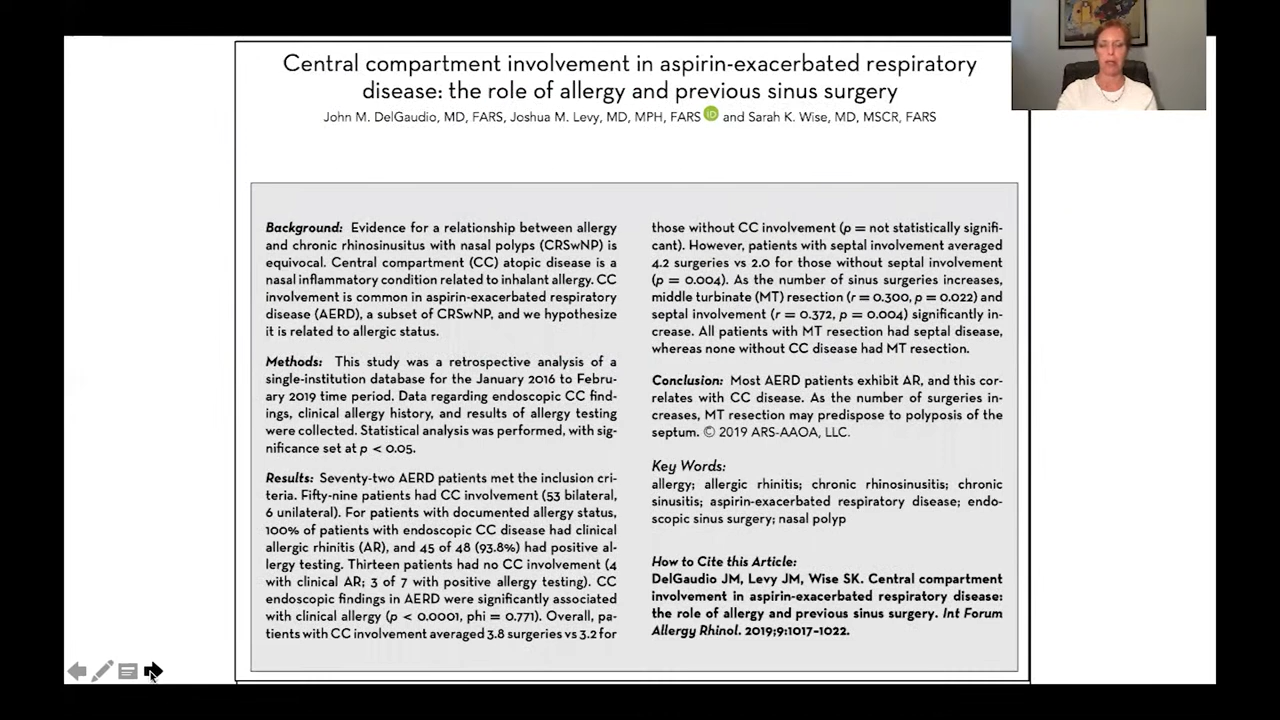 Central compartment involvement in aspirin-exacerbated respiratory
disease: the role of allergy and previous sinus surgery
John M. DelGaudio, MD, FARS, Joshua M. Levy, MD, MPH, FARS iD and Sarah K. Wise, MD, MSCR, FARS
Background: Evidence for a relationship between allergy
and chronic rhinosinusitus with nasal polyps (CRSwNP) is
equivocal. Central compartment (CC) atopic disease is a
nasal inflammatory condition related to inhalant allergy. CC
involvement is common in aspirin-exacerbated respiratory
disease (AERD), a subset of CRSwNP, and we hypothesize
it is related to allergic status.
Methods: This study was a retrospective analysis of a
single-institution database for the January 2016 to Febru-
ary 2019 time period. Data regarding endoscopic CC find-
ings, clinical allergy history, and results of allergy testing
were collected. Statistical analysis was performed, with sig-
nificance set at p < 0.05.
Results: Seventy-two AERD patients met the inclusion cri-
teria. Fifty-nine patients had CC involvement (53 bilateral,
6 unilateral). For patients with documented allergy status,
100% of patients with endoscopic CC disease had clinical
allergic rhinitis (AR), and 45 of 48 (93.8%) had positive al-
lergy testing. Thirteen patients had no CC involvement (4
with clinical AR; 3 of 7 with positive allergy testing). CC
endoscopic findings in AERD were significantly associated
with clinical allergy (p < 0.0001, phi = 0.771). Overall, pa-
tients with CC involvement averaged 3.8 surgeries vs 3.2 for
those without CC involvement (p = not statistically signifi-
cant). However, patients with septal involvement averaged
4.2 surgeries vs 2.0 for those without septal involvement
(p = 0.004). As the number of sinus surgeries increases,
middle turbinate (MT) resection (r = 0.300, p = 0.022) and
septal involvement (r = 0.372, p = 0.004) significantly in-
crease. All patients with MT resection had septal disease,
whereas none without CC disease had MT resection.
Conclusion: Most AERD patients exhibit AR, and this cor-
relates with CC disease. As the number of surgeries in-
creases, MT resection may predispose to polyposis of the
septum. © 2019 ARS-AAOA, LLC.
Key Words:
allergy; allergic rhinitis; chronic rhinosinusitis; chronic
sinusitis; aspirin-exacerbated respiratory disease; endo-
scopic sinus surgery; nasal polyp
How to Cite this Article:
DelGaudio JM, Levy JM, Wise SK. Central compartment
involvement in aspirin-exacerbated respiratory disease:
the role of allergy and previous sinus surgery. Int Forum
Allergy Rhinol. 2019;9:1017–1022.